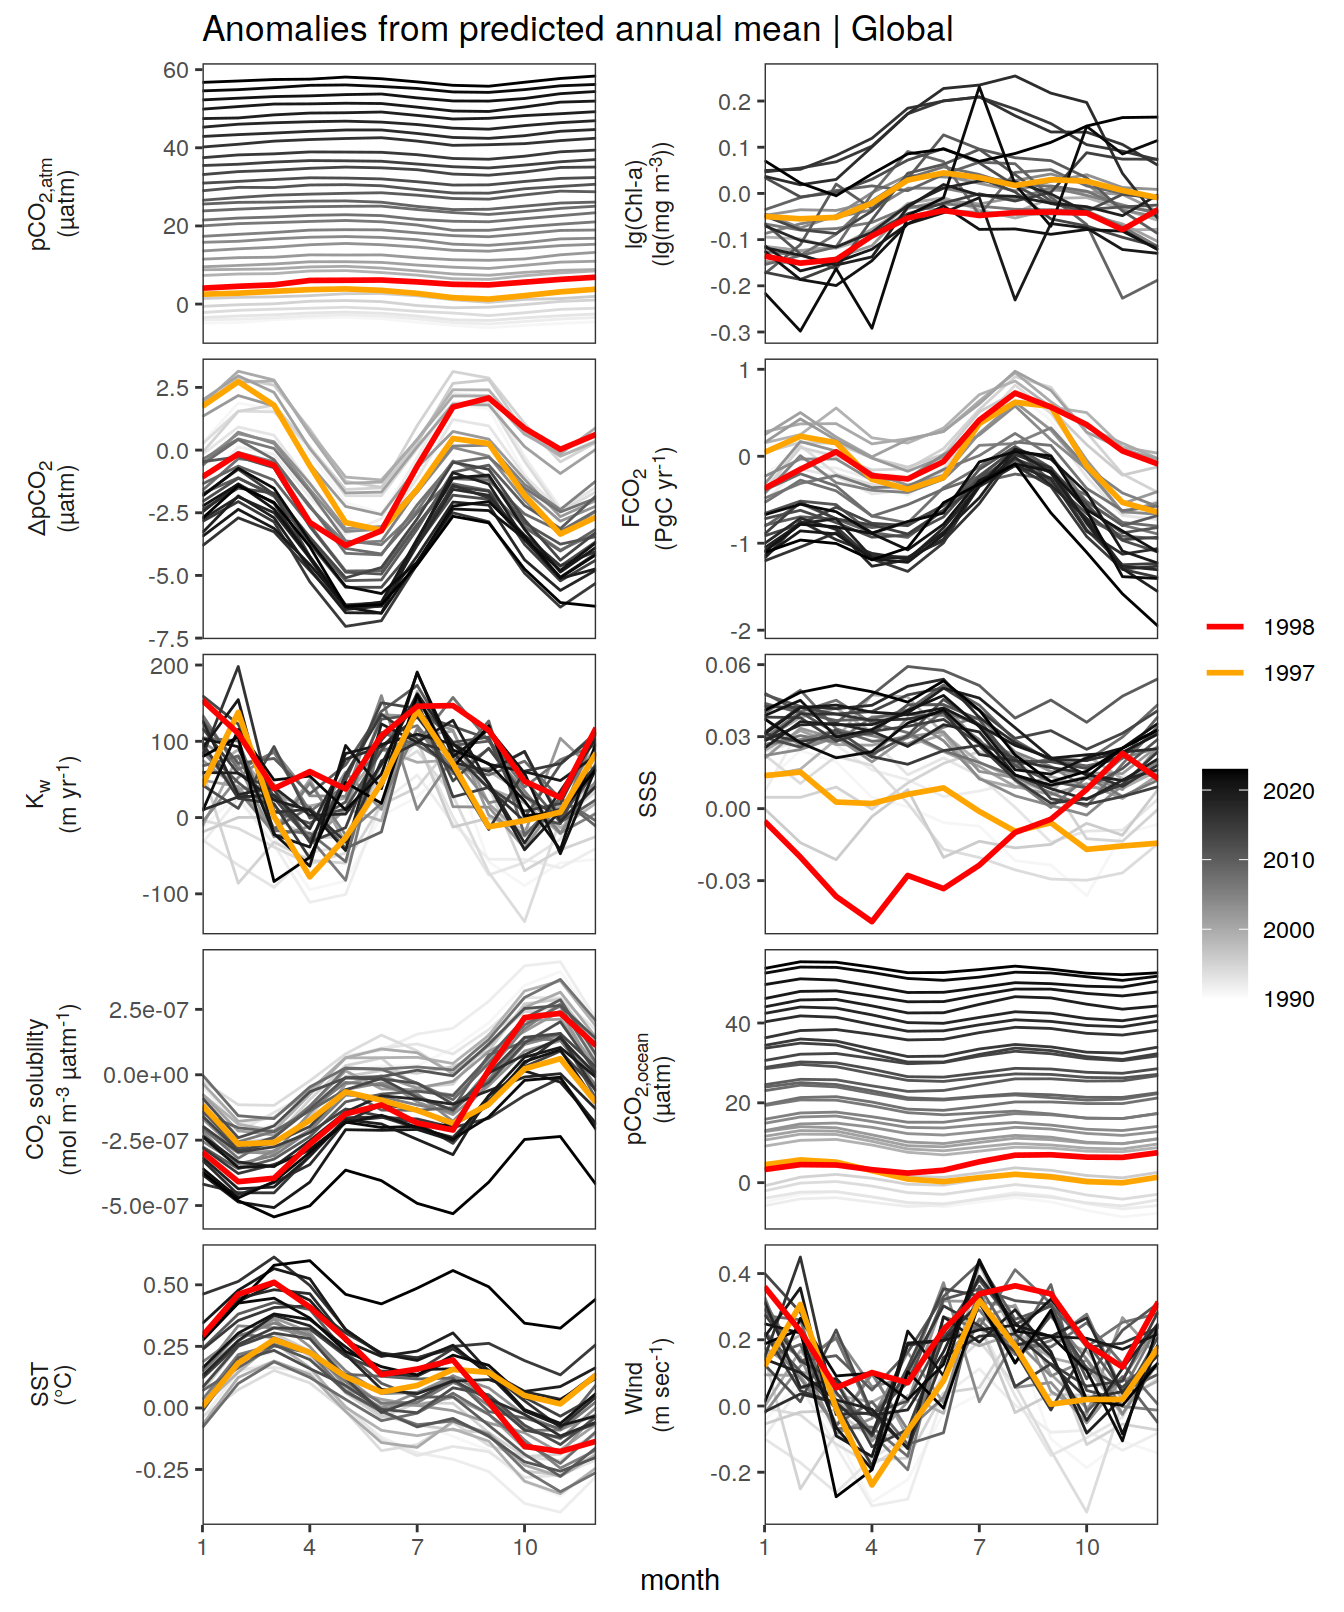 Anomalies from predicted annual mean | Global
pCO₂,atm
(µatm)
60
40
20
0
lg(Chl-a)
(lg(mg m⁻³))
0.2
0.1
0.0
-0.1
-0.2
-0.3
ΔpCO₂
(µatm)
2.5
0.0
-2.5
-5.0
-7.5
FCO₂
(PgC yr⁻¹)
1
0
-1
-2
K_w
(m yr⁻¹)
200
100
0
-100
SSS
0.06
0.03
0.00
-0.03
CO₂ solubility
(mol m⁻³ µatm⁻¹)
2.5e-07
0.0e+00
-2.5e-07
-5.0e-07
pCO₂,ocean
(µatm)
40
20
0
SST
(°C)
0.50
0.25
0.00
-0.25
Wind
(m sec⁻¹)
0.4
0.2
0.0
-0.2
1 4 7 10
1 4 7 10
month
1998
1997
2020
2010
2000
1990